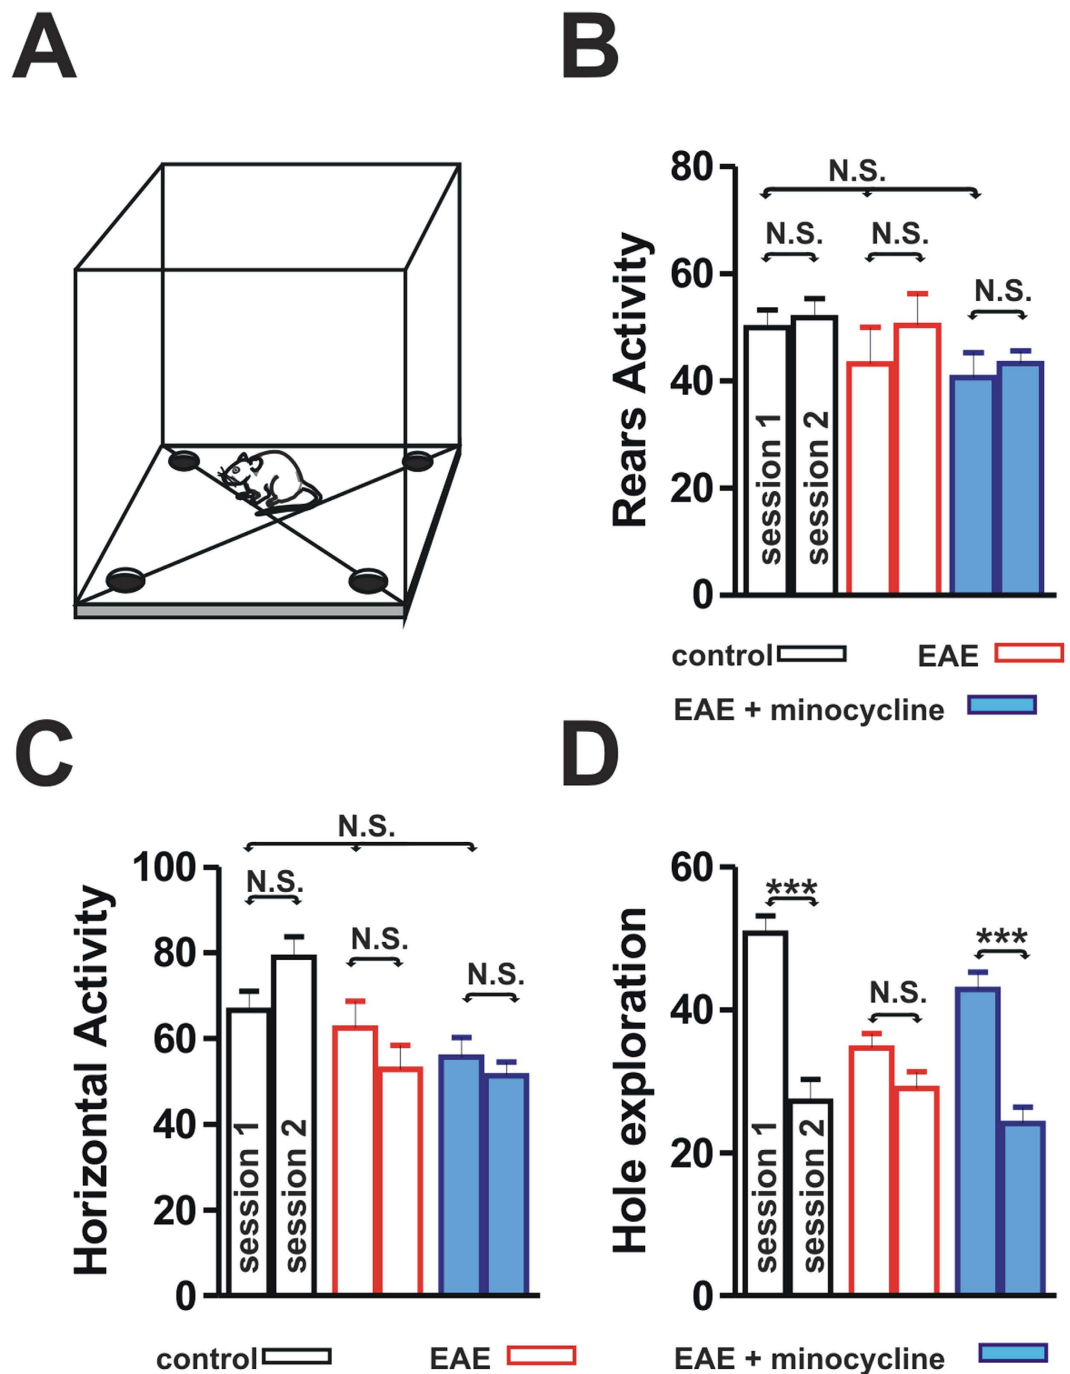 A
B
Rears Activity
80
60
40
20
0
N.S.
N.S.
N.S.
N.S.
session 1
session 2
control
EAE
EAE + minocycline
C
Horizontal Activity
100
80
60
40
20
0
N.S.
N.S.
N.S.
N.S.
session 1
session 2
D
Hole exploration
60
40
20
0
***
N.S.
***
session 1
session 2
control
EAE
EAE + minocycline